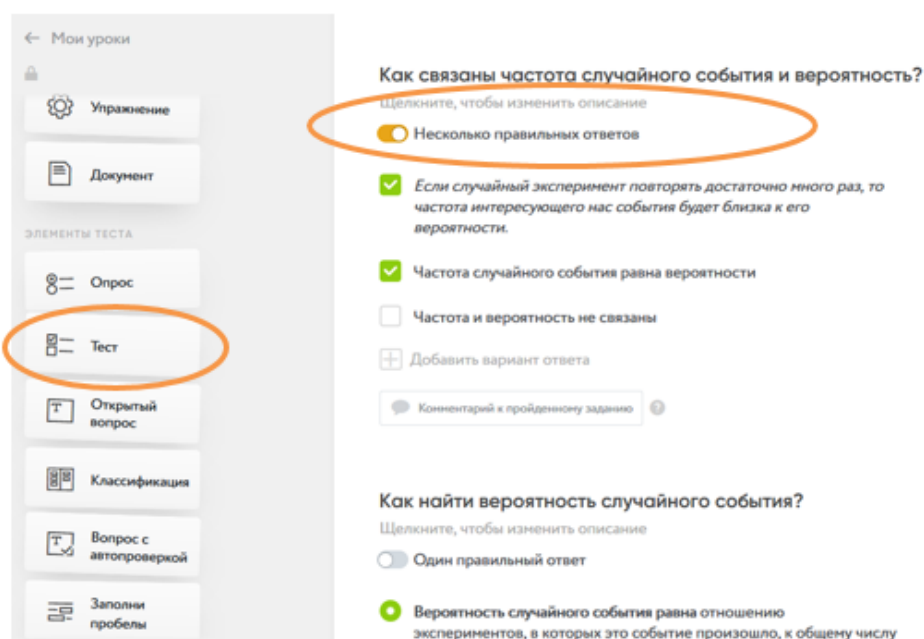 ← Мои уроки
Упражнение
Документ
ЭЛЕМЕНТЫ ТЕСТА
Опрос
Тест
Открытый
вопрос
Классификация
Вопрос с
автопроверкой
Заполни
пробелы
Как связаны частота случайного события и вероятность?
Щелкните, чтобы изменить описание
Несколько правильных ответов
Если случайный эксперимент повторять достаточно много раз, то
частота интересующего нас события будет близка к его
вероятности.
Частота случайного события равна вероятности
Частота и вероятность не связаны
Добавить вариант ответа
Комментарий к пройденному заданию ?
Как найти вероятность случайного события?
Щелкните, чтобы изменить описание
Один правильный ответ
Вероятность случайного события равна отношению
экспериментов, в которых это событие произошло, к общему числу